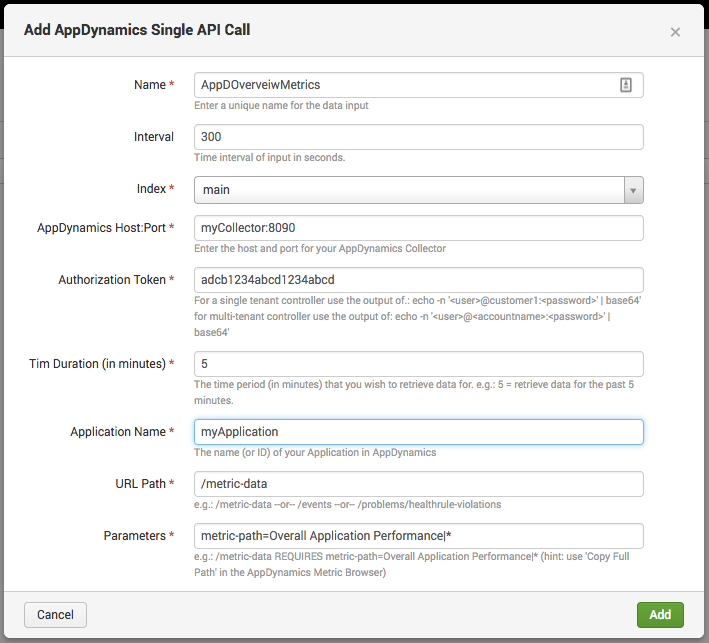 Add AppDynamics Single API Call ×
Name * AppDOverveiwMetrics
Enter a unique name for the data input
Interval 300
Time interval of input in seconds.
Index * main
AppDynamics Host:Port * myCollector:8090
Enter the host and port for your AppDynamics Collector
Authorization Token * adcb1234abcd1234abcd
For a single tenant controller use the output of.: echo -n '<user>@customer1:<password>' | base64'
for multi-tenant controller use the output of: echo -n '<user>@<accountname>:<password>' |
base64'
Tim Duration (in minutes) * 5
The time period (in minutes) that you wish to retrieve data for. e.g.: 5 = retrieve data for the past 5
minutes.
Application Name * myApplication
The name (or ID) of your Application in AppDynamics
URL Path * /metric-data
e.g.: /metric-data --or-- /events --or-- /problems/healthrule-violations
Parameters * metric-path=Overall Application Performance|*
e.g.: /metric-data REQUIRES metric-path=Overall Application Performance|* (hint: use 'Copy Full
Path' in the AppDynamics Metric Browser)
Cancel Add